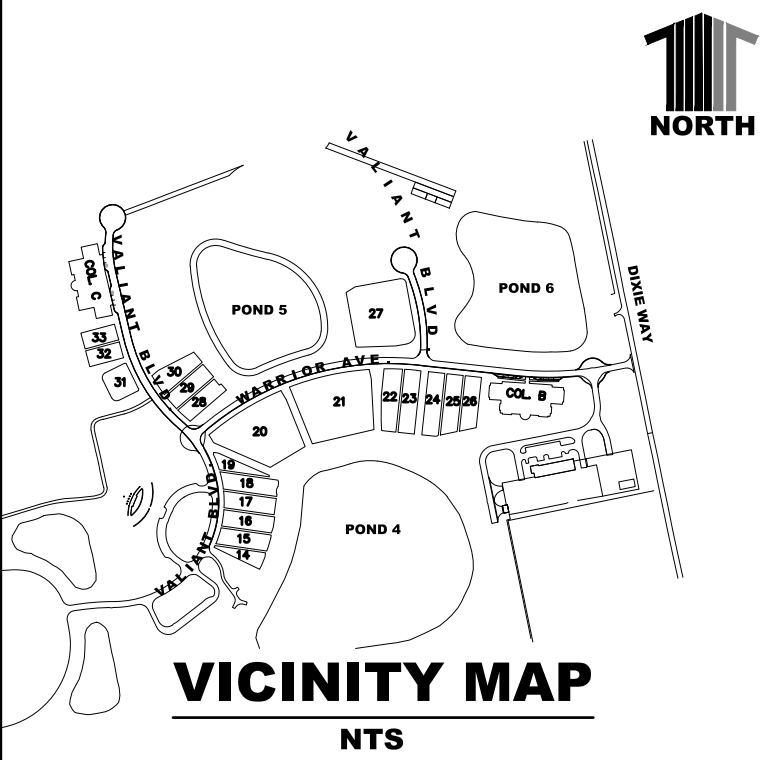 NORTH
VALIANT BLVD.
VALIANT BLVD
COL C
POND 5
POND 6
DIXIE WAY
27
33
32
31
30
29
28
WARRIOR AVE.
COL. B
22
23
24
25
26
21
20
19
18
17
16
15
14
VALIANT BLVD.
POND 4
VICINITY MAP
NTS